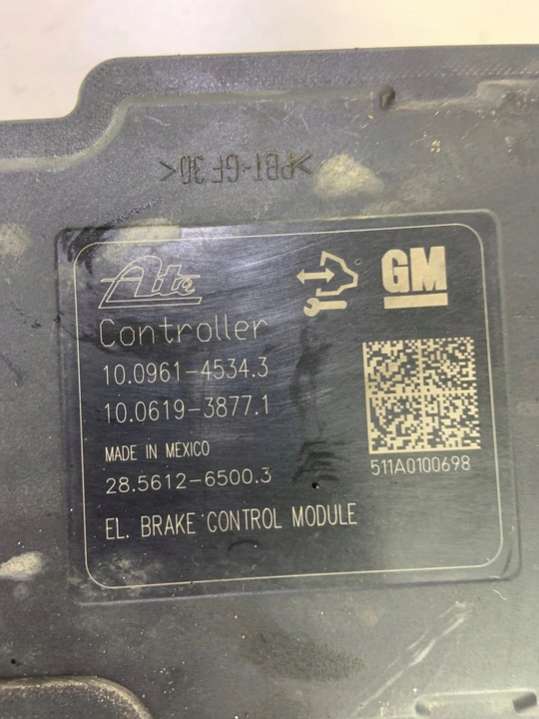 >PBT-GF30<
Ate
GM
Controller
10.0961-4534.3
10.0619-3877.1
MADE IN MEXICO
511A0100698
28.5612-6500.3
EL. BRAKE CONTROL MODULE